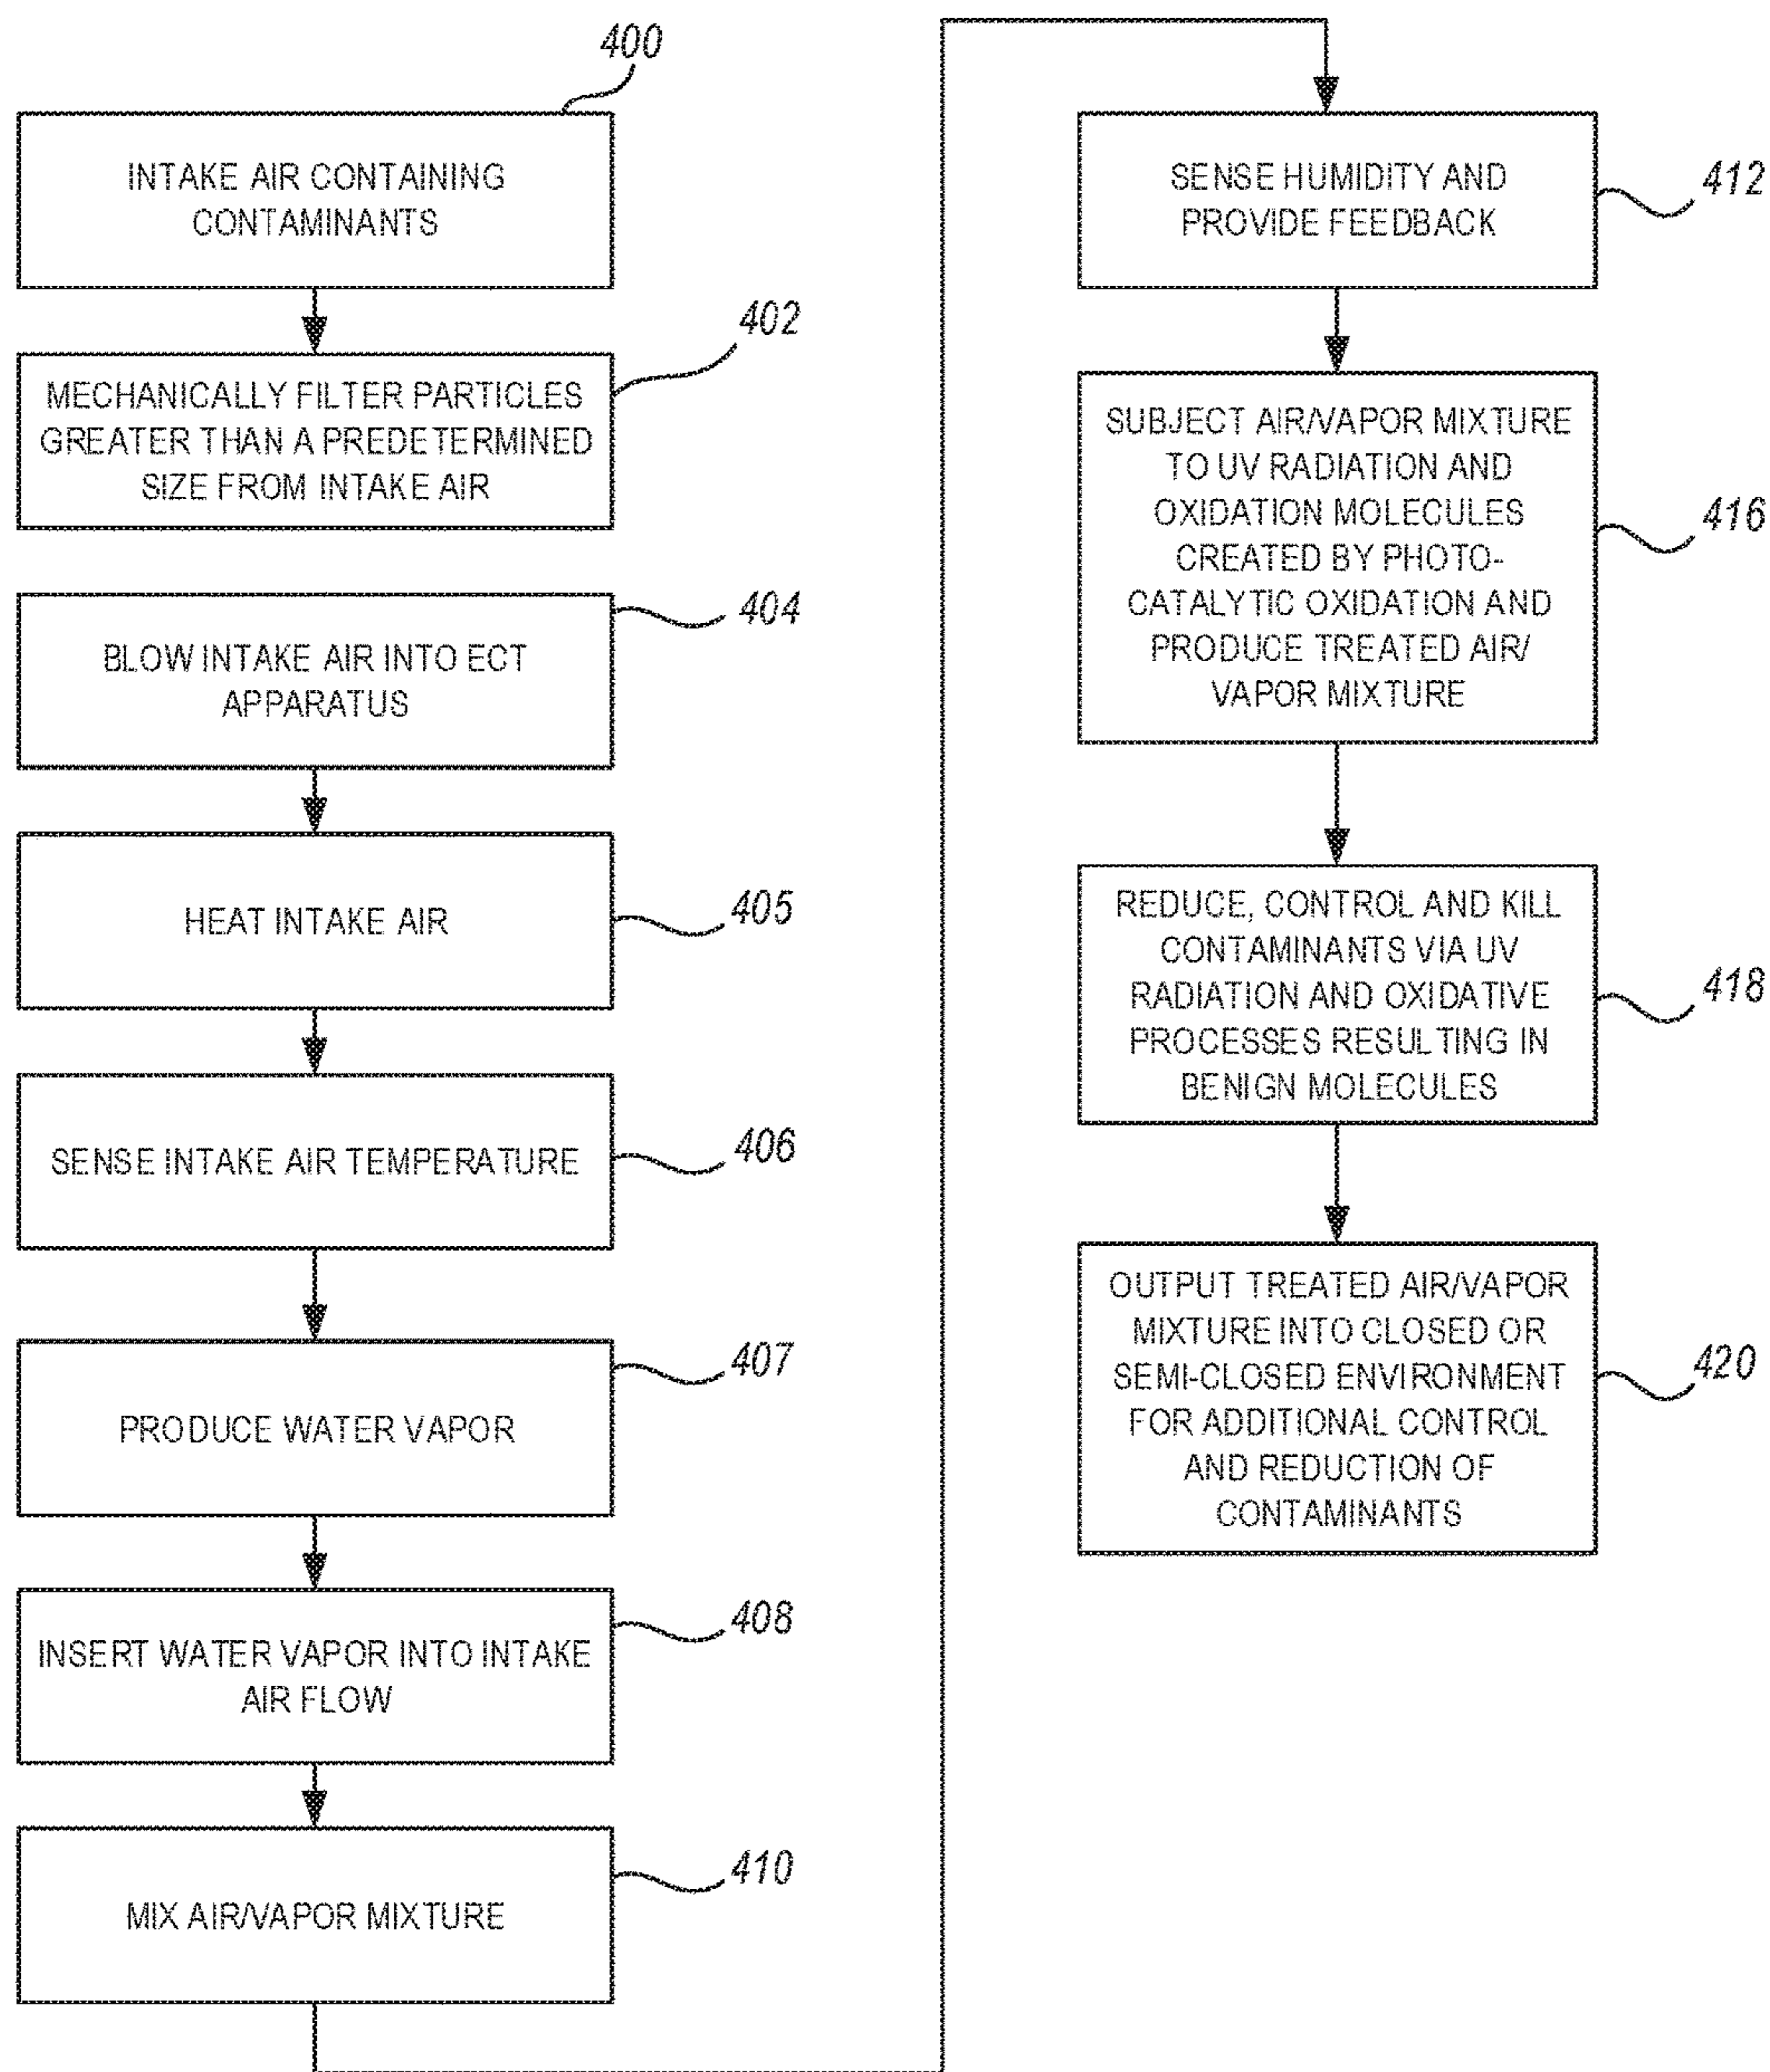 400
INTAKE AIR CONTAINING
CONTAMINANTS
402
MECHANICALLY FILTER PARTICLES
GREATER THAN A PREDETERMINED
SIZE FROM INTAKE AIR
404
BLOW INTAKE AIR INTO ECT
APPARATUS
405
HEAT INTAKE AIR
406
SENSE INTAKE AIR TEMPERATURE
407
PRODUCE WATER VAPOR
408
INSERT WATER VAPOR INTO INTAKE
AIR FLOW
410
MIX AIR/VAPOR MIXTURE
412
SENSE HUMIDITY AND
PROVIDE FEEDBACK
416
SUBJECT AIR/VAPOR MIXTURE
TO UV RADIATION AND
OXIDATION MOLECULES
CREATED BY PHOTO-
CATALYTIC OXIDATION AND
PRODUCE TREATED AIR/
VAPOR MIXTURE
418
REDUCE, CONTROL AND KILL
CONTAMINANTS VIA UV
RADIATION AND OXIDATIVE
PROCESSES RESULTING IN
BENIGN MOLECULES
420
OUTPUT TREATED AIR/VAPOR
MIXTURE INTO CLOSED OR
SEMI-CLOSED ENVIRONMENT
FOR ADDITIONAL CONTROL
AND REDUCTION OF
CONTAMINANTS